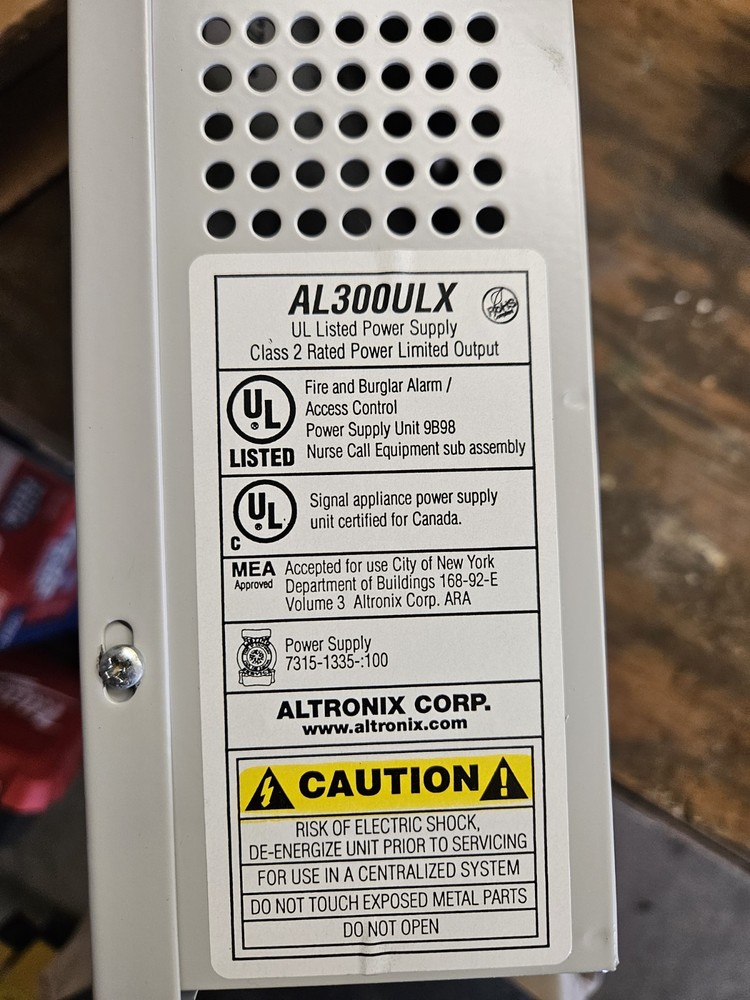 AL300ULX
RoHS
UL Listed Power Supply
Class 2 Rated Power Limited Output
UL
®
LISTED
Fire and Burglar Alarm /
Access Control
Power Supply Unit 9B98
Nurse Call Equipment sub assembly
C
UL
®
Signal appliance power supply
unit certified for Canada.
MEA
Approved
Accepted for use City of New York
Department of Buildings 168-92-E
Volume 3 Altronix Corp. ARA
Power Supply
7315-1335-:100
ALTRONIX CORP.
www.altronix.com
CAUTION
RISK OF ELECTRIC SHOCK,
DE-ENERGIZE UNIT PRIOR TO SERVICING
FOR USE IN A CENTRALIZED SYSTEM
DO NOT TOUCH EXPOSED METAL PARTS
DO NOT OPEN